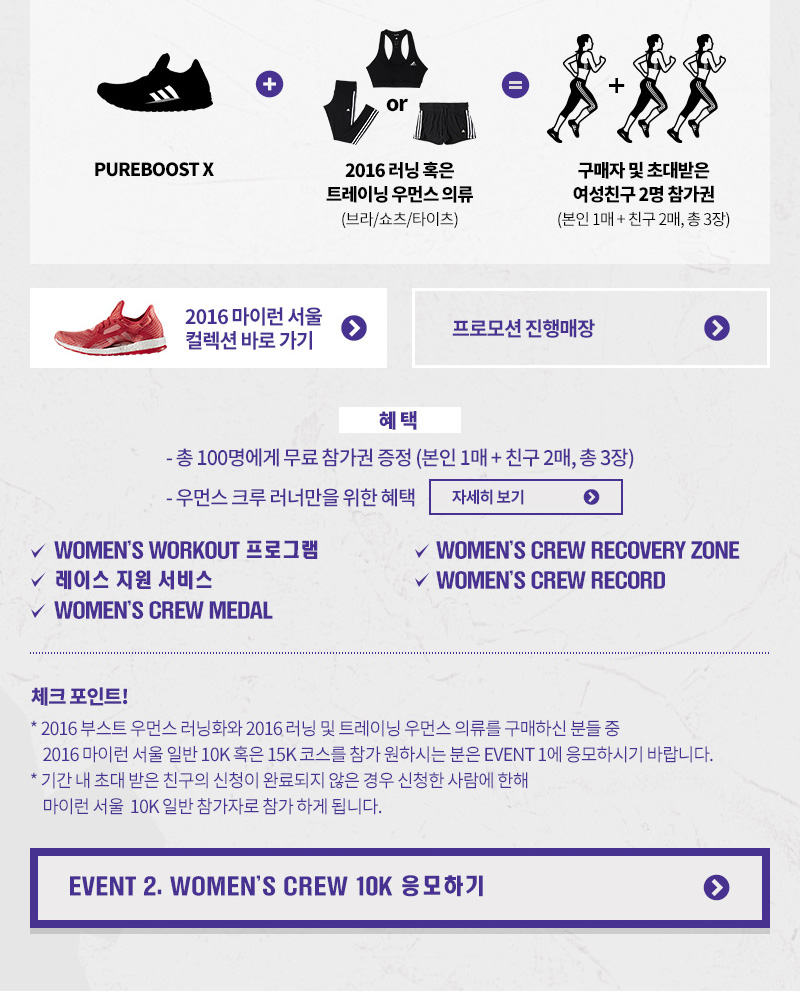 +
or
=
+
PUREBOOST X
2016 러닝 혹은
트레이닝 우먼스 의류
(브라/쇼츠/타이츠)
구매자 및 초대받은
여성친구 2명 참가권
(본인 1매 + 친구 2매, 총 3장)
2016 마이런 서울
컬렉션 바로 가기
프로모션 진행매장
혜택
- 총 100명에게 무료 참가권 증정 (본인 1매 + 친구 2매, 총 3장)
- 우먼스 크루 러너만을 위한 혜택 자세히 보기
WOMEN'S WORKOUT 프로그램
레이스 지원 서비스
WOMEN'S CREW MEDAL
WOMEN'S CREW RECOVERY ZONE
WOMEN'S CREW RECORD
체크 포인트!
* 2016 부스트 우먼스 러닝화와 2016 러닝 및 트레이닝 우먼스 의류를 구매하신 분들 중
2016 마이런 서울 일반 10K 혹은 15K 코스를 참가 원하시는 분은 EVENT 1에 응모하시기 바랍니다.
* 기간 내 초대 받은 친구의 신청이 완료되지 않은 경우 신청한 사람에 한해
마이런 서울 10K 일반 참가자로 참가 하게 됩니다.
EVENT 2. WOMEN'S CREW 10K 응모하기